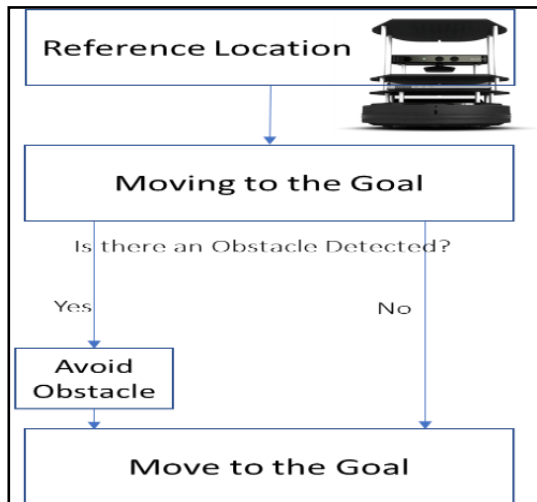 Reference Location
Moving to the Goal
Is there an Obstacle Detected?
Yes
No
Avoid
Obstacle
Move to the Goal